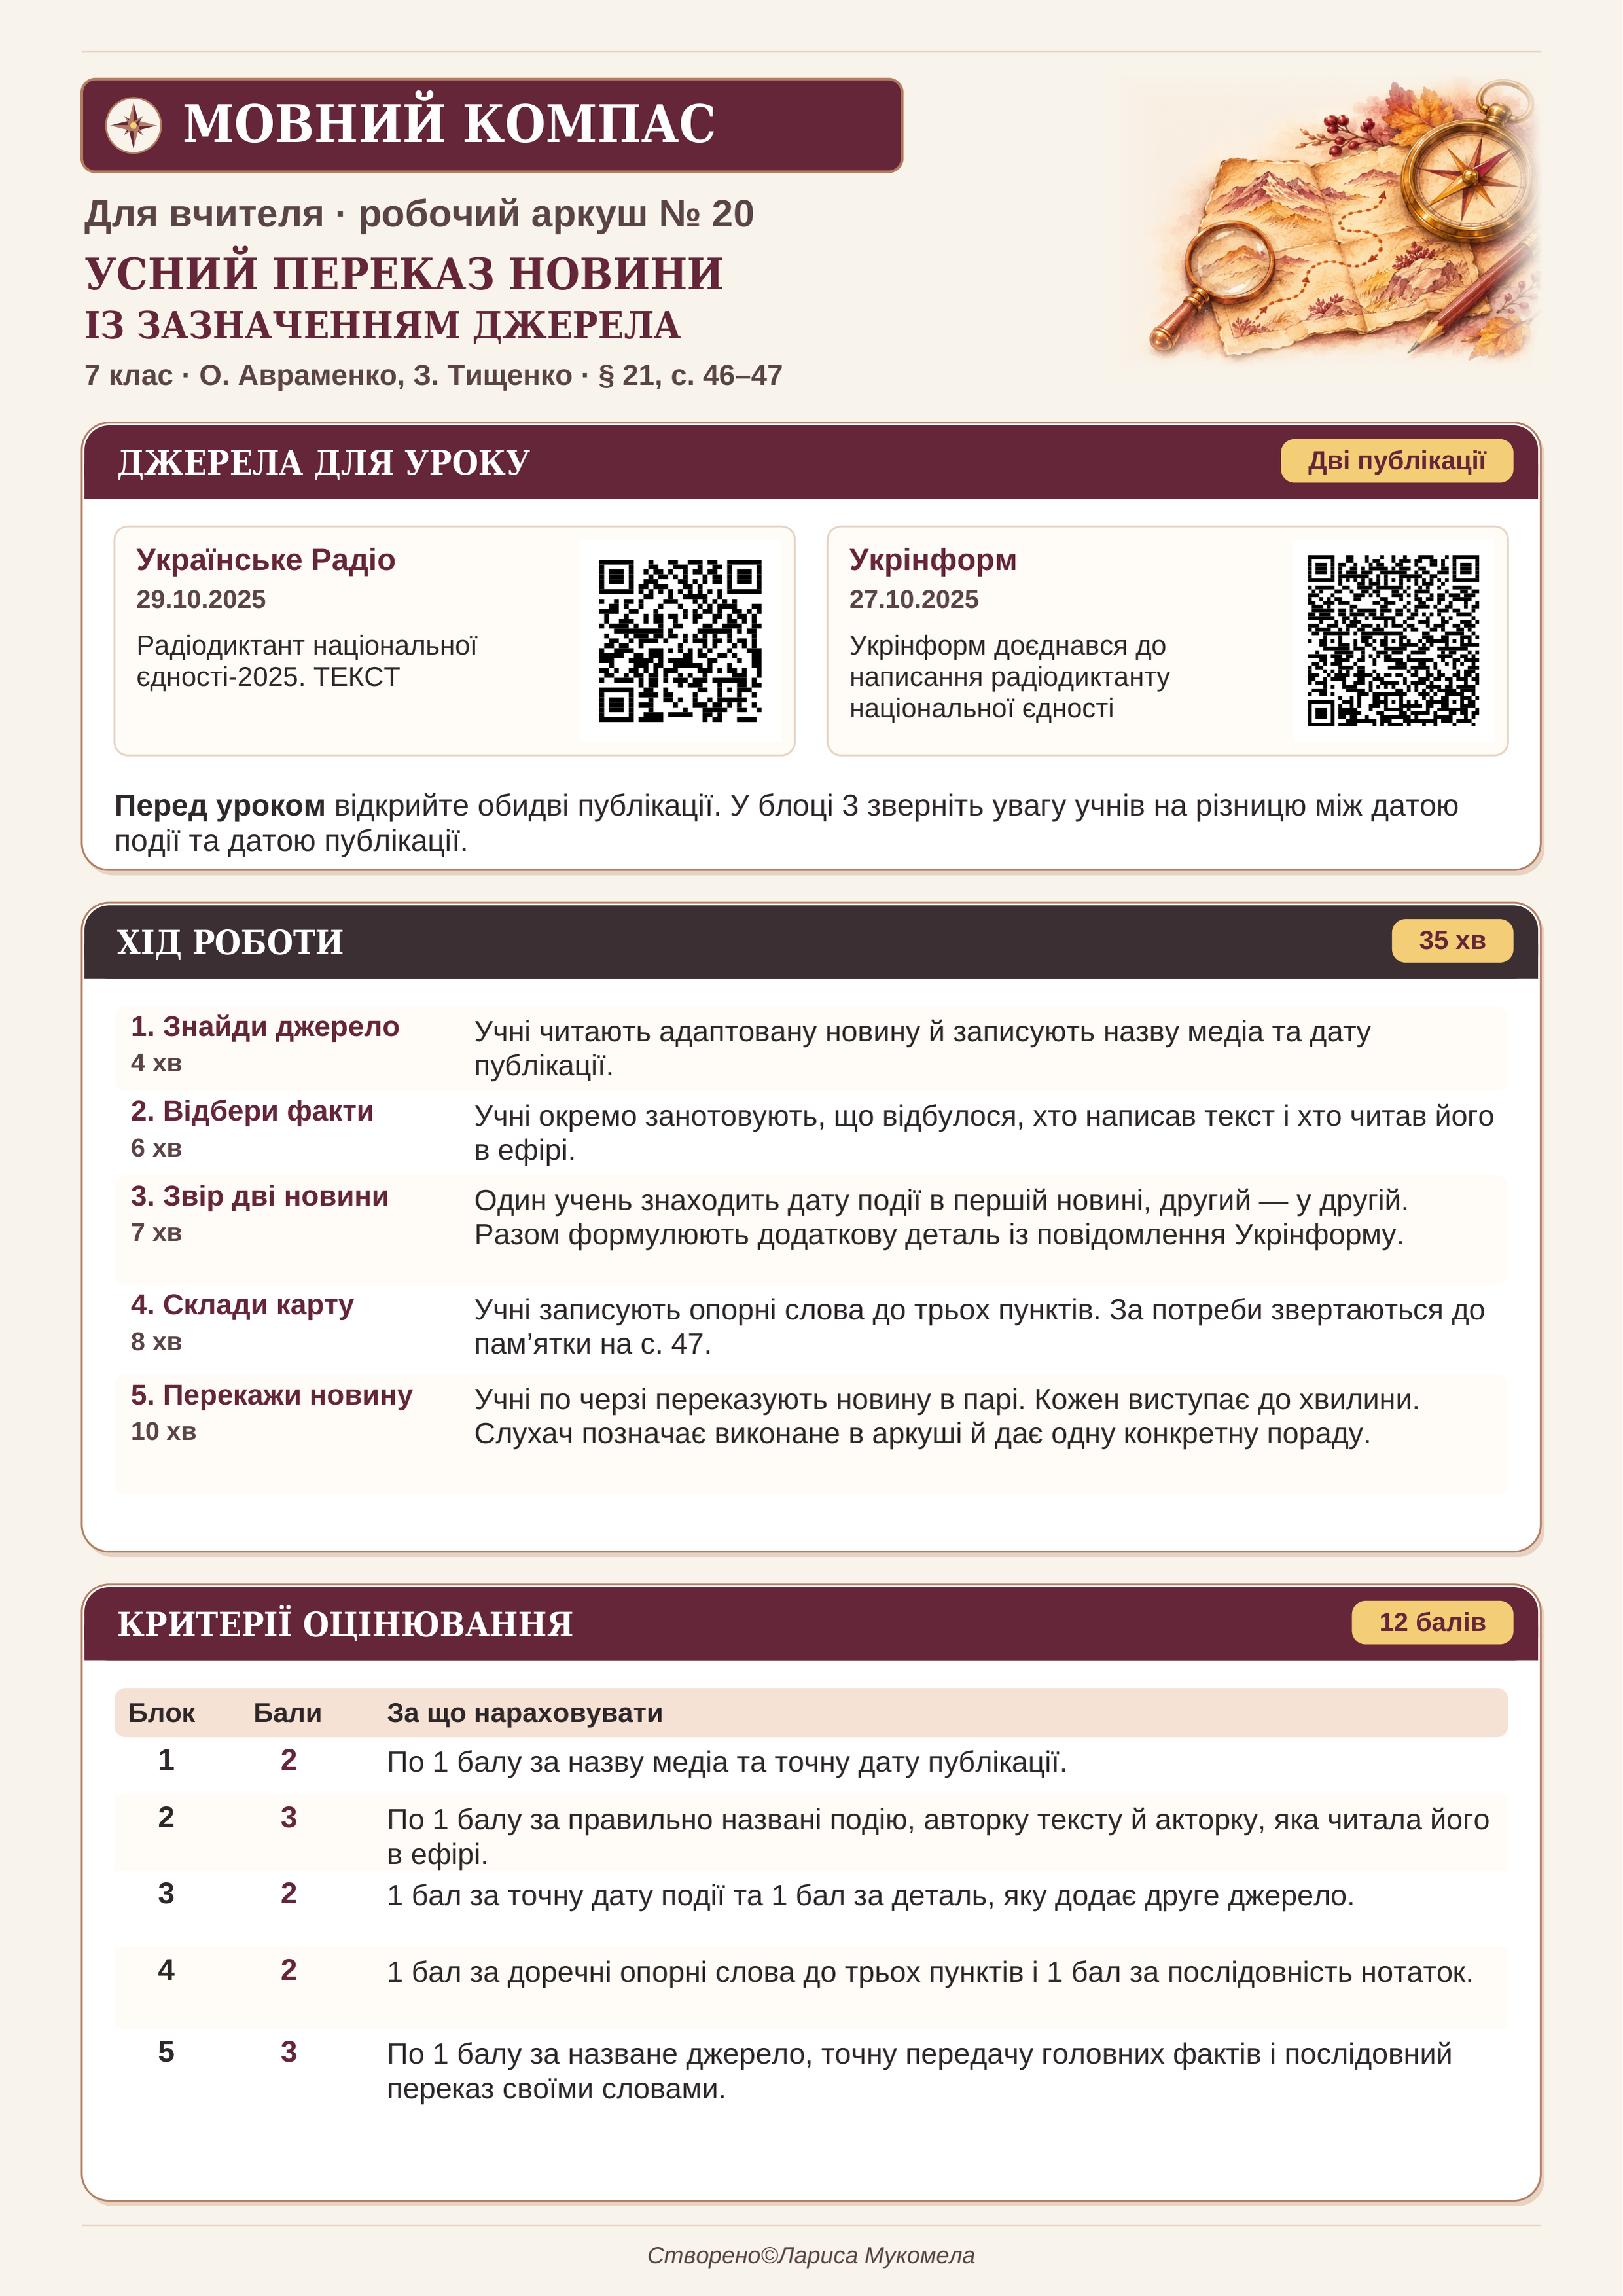 МОВНИЙ КОМПАС
Для вчителя · робочий аркуш № 20
УСНИЙ ПЕРЕКАЗ НОВИНИ
ІЗ ЗАЗНАЧЕННЯМ ДЖЕРЕЛА
7 клас · О. Авраменко, З. Тищенко · § 21, с. 46–47
ДЖЕРЕЛА ДЛЯ УРОКУ
Дві публікації
Українське Радіо
29.10.2025
Радіодиктант національної
єдності-2025. ТЕКСТ
Укрінформ
27.10.2025
Укрінформ доєднався до
написання радіодиктанту
національної єдності
Перед уроком відкрийте обидві публікації. У блоці 3 зверніть увагу учнів на різницю між датою
події та датою публікації.
ХІД РОБОТИ
35 хв
1. Знайди джерело
4 хв
Учні читають адаптовану новину й записують назву медіа та дату
публікації.
2. Відбери факти
6 хв
Учні окремо занотовують, що відбулося, хто написав текст і хто читав його
в ефірі.
3. Звір дві новини
7 хв
Один учень знаходить дату події в першій новині, другий — у другій.
Разом формулюють додаткову деталь із повідомлення Укрінформу.
4. Склади карту
8 хв
Учні записують опорні слова до трьох пунктів. За потреби звертаються до
пам’ятки на с. 47.
5. Перекажи новину
10 хв
Учні по черзі переказують новину в парі. Кожен виступає до хвилини.
Слухач позначає виконане в аркуші й дає одну конкретну пораду.
КРИТЕРІЇ ОЦІНЮВАННЯ
12 балів
Блок Бали За що нараховувати
1 2 По 1 балу за назву медіа та точну дату публікації.
2 3 По 1 балу за правильно названі подію, авторку тексту й акторку, яка читала його
в ефірі.
3 2 1 бал за точну дату події та 1 бал за деталь, яку додає друге джерело.
4 2 1 бал за доречні опорні слова до трьох пунктів і 1 бал за послідовність нотаток.
5 3 По 1 балу за назване джерело, точну передачу головних фактів і послідовний
переказ своїми словами.
Створено©Лариса Мукомела